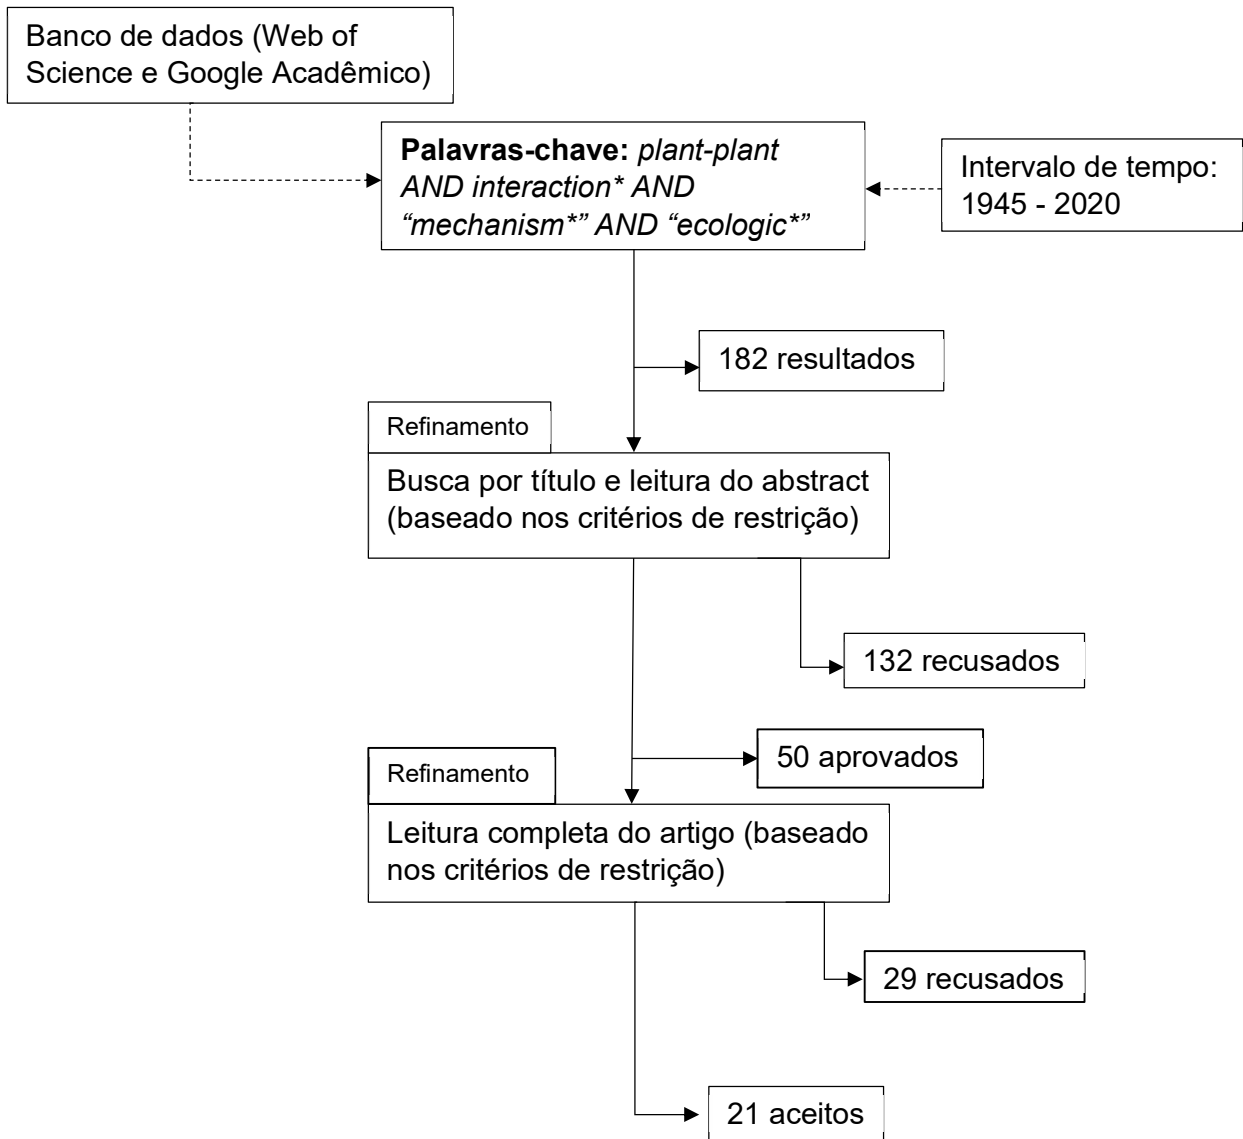 Banco de dados (Web of
Science e Google Acadêmico)
Palavras-chave: plant-plant
AND interaction* AND
“mechanism*” AND “ecologic*”
Intervalo de tempo:
1945 - 2020
182 resultados
Refinamento
Busca por título e leitura do abstract
(baseado nos critérios de restrição)
132 recusados
50 aprovados
Refinamento
Leitura completa do artigo (baseado
nos critérios de restrição)
29 recusados
21 aceitos